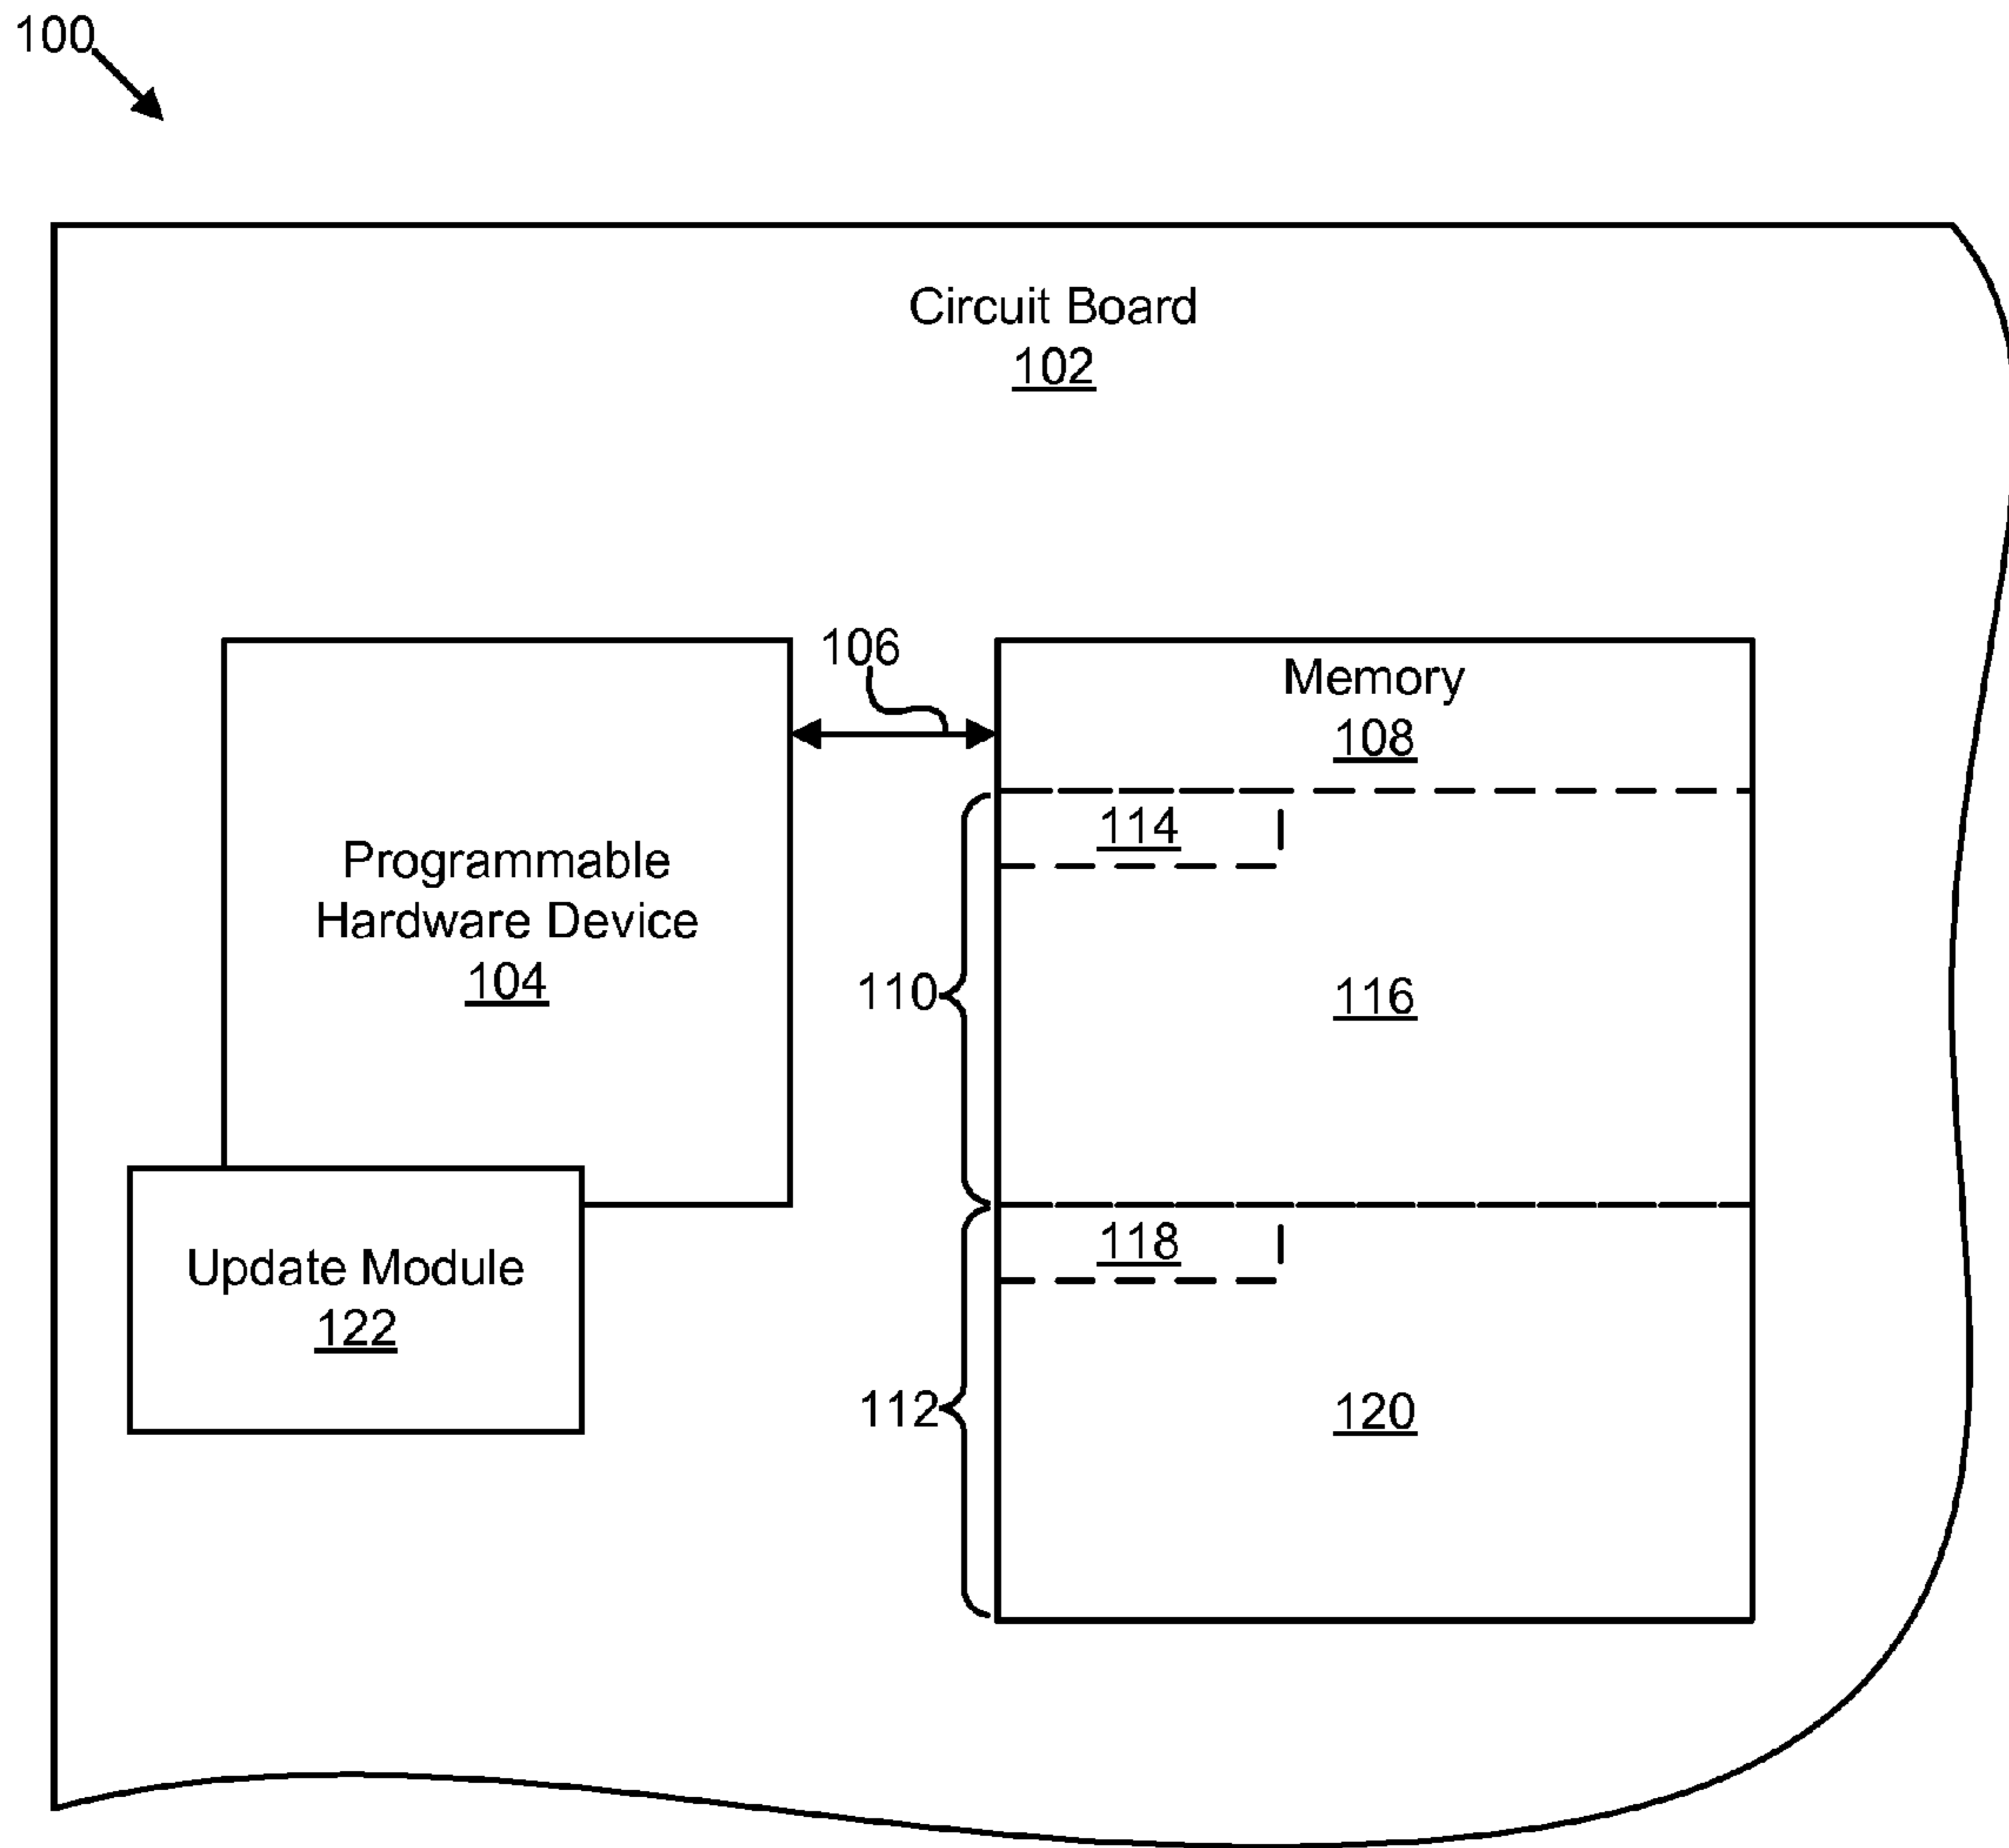 100
Circuit Board
102
106
Memory
108
114
Programmable
Hardware Device
104
110
116
118
Update Module
122
112
120